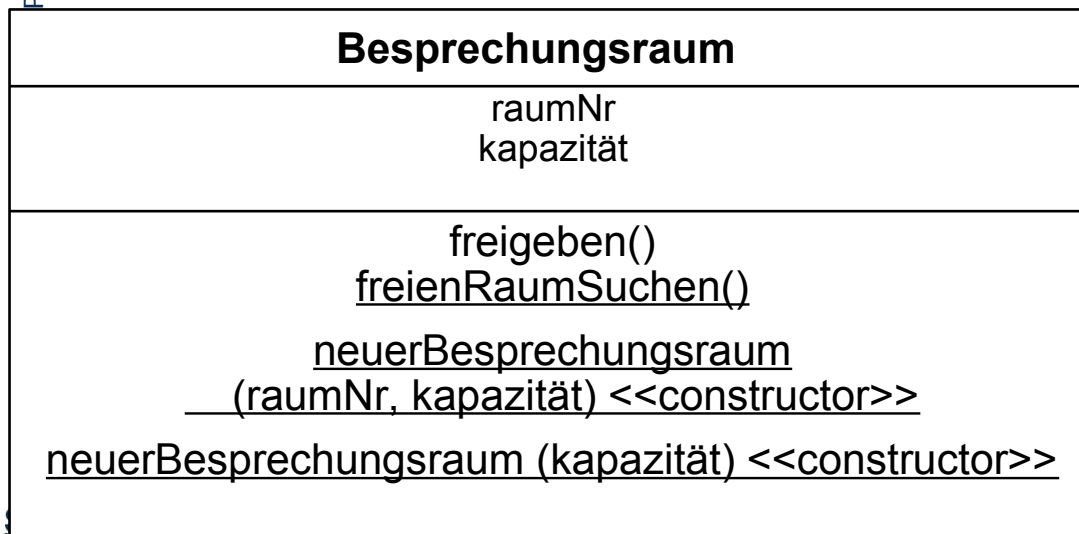 Besprechungsraum
raumNr
kapazität
freigeben()
freienRaumSuchen()
neuerBesprechungsraum
(raumNr, kapazität) <<constructor>>
neuerBesprechungsraum (kapazität) <<constructor>>